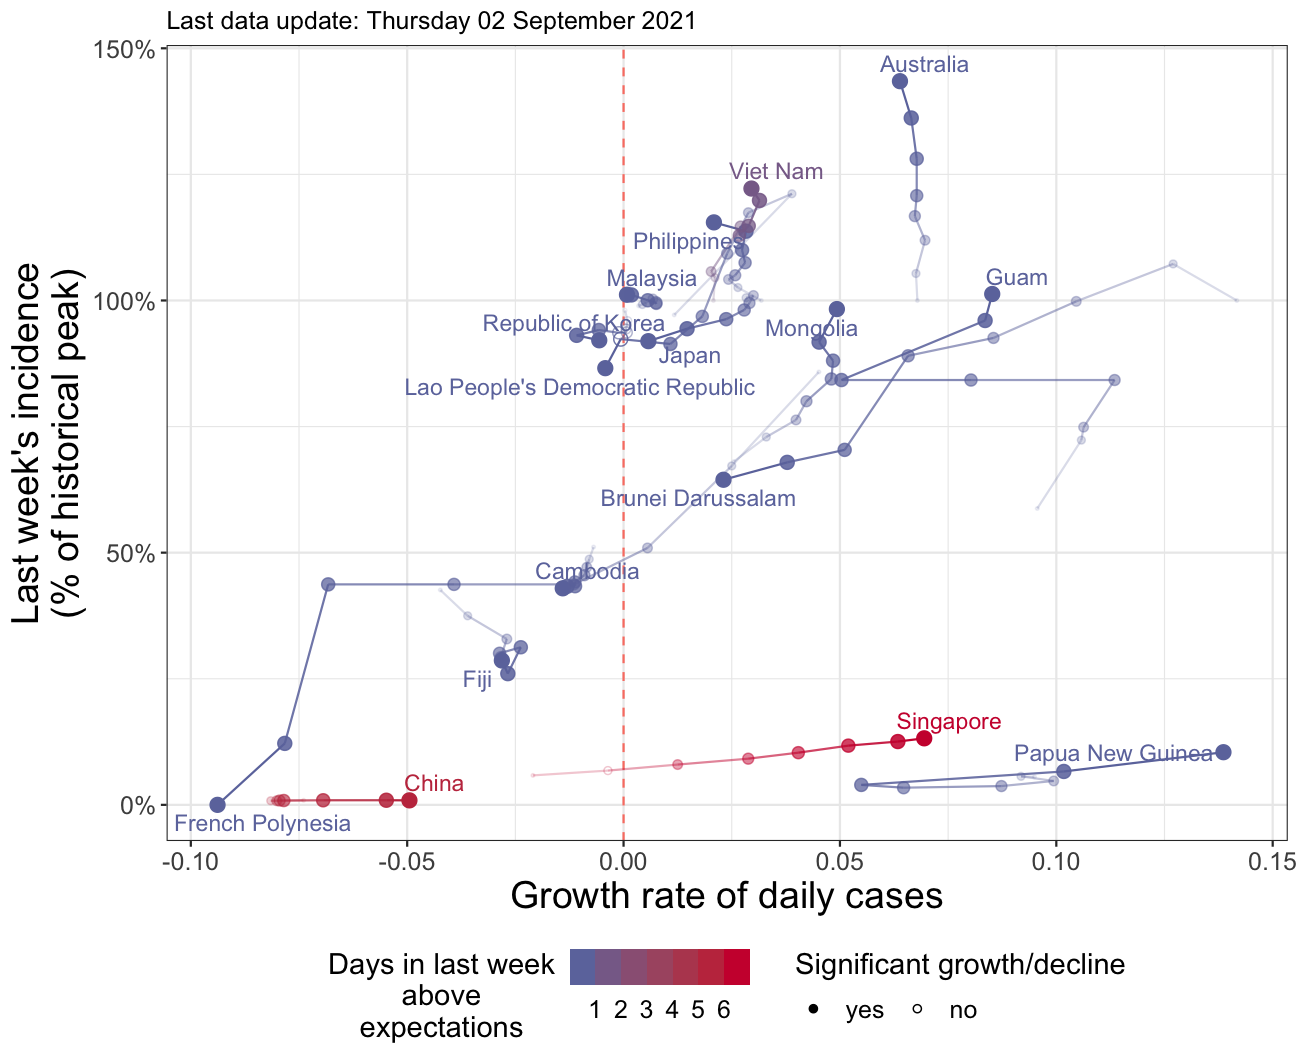 Last data update: Thursday 02 September 2021
150%
100%
50%
0%
Last week's incidence
(% of historical peak)
Australia
Viet Nam
Philippines
Malaysia
Guam
Republic of Korea
Mongolia
Japan
Lao People's Democratic Republic
Brunei Darussalam
Cambodia
Fiji
Singapore
Papua New Guinea
China
French Polynesia
-0.10
-0.05
0.00
0.05
0.10
0.15
Growth rate of daily cases
Days in last week
above
expectations
1 2 3 4 5 6
Significant growth/decline
yes
no